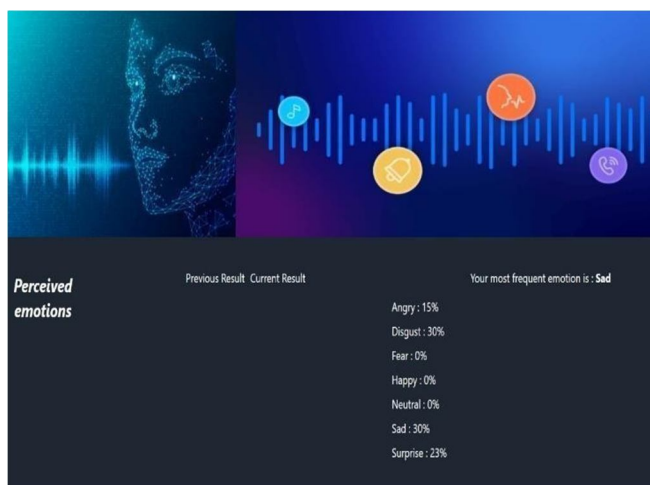 Perceived
emotions
Previous Result Current Result
Your most frequent emotion is : Sad
Angry : 15%
Disgust : 30%
Fear : 0%
Happy : 0%
Neutral : 0%
Sad : 30%
Surprise : 23%